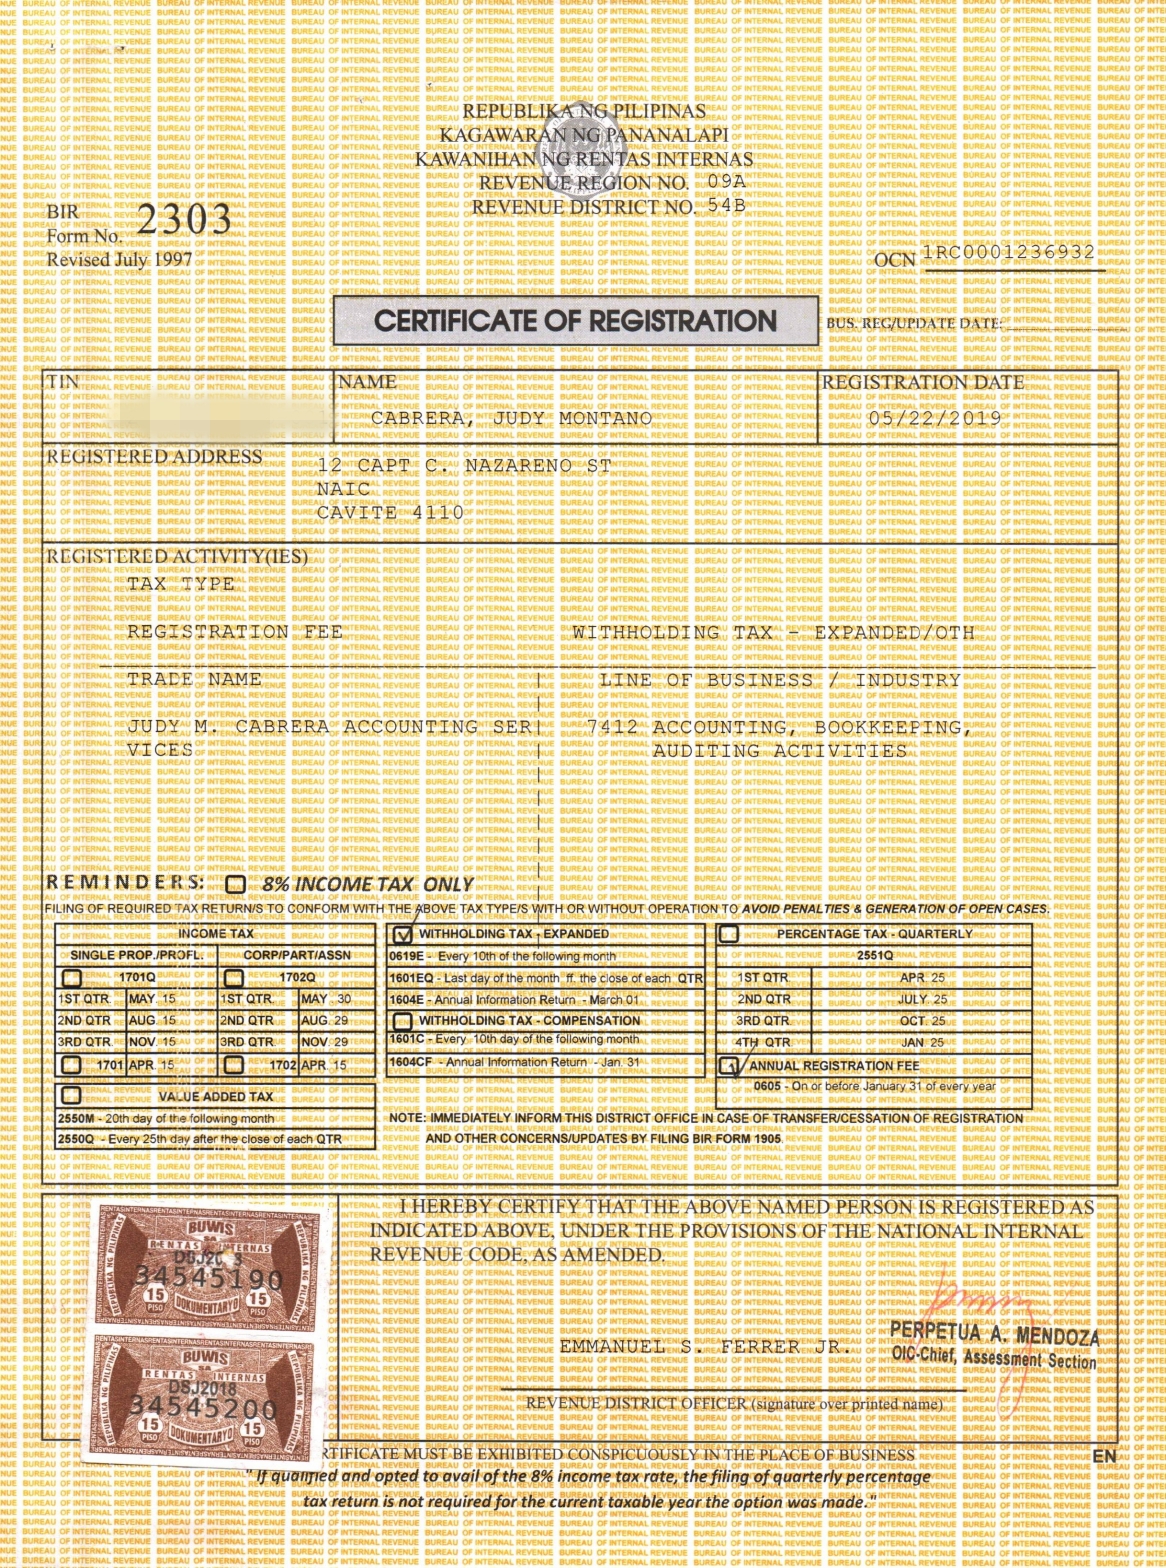 REPUBLIKA NG PILIPINAS
KAGAWARAN NG PANANALAPI
KAWANIHAN NG RENTAS INTERNAS
REVENUE REGION NO. 09A
REVENUE DISTRICT NO. 54B
BIR
Form No. 2303
Revised July 1997
OCN 1RC0001236932
CERTIFICATE OF REGISTRATION
BUS. REG/UPDATE DATE:
TIN NAME REGISTRATION DATE
CABRERA, JUDY MONTANO 05/22/2019
REGISTERED ADDRESS 12 CAPT C. NAZARENO ST
NAIC
CAVITE 4110
REGISTERED ACTIVITY(IES)
TAX TYPE
REGISTRATION FEE WITHHOLDING TAX - EXPANDED/OTH
TRADE NAME LINE OF BUSINESS / INDUSTRY
JUDY M. CABRERA ACCOUNTING SER 7412 ACCOUNTING, BOOKKEEPING,
VICES AUDITING ACTIVITIES
REMINDERS: 8% INCOME TAX ONLY
FILING OF REQUIRED TAX RETURN/S TO CONFORM WITH THE ABOVE TAX TYPE/S WITH OR WITHOUT OPERATION TO AVOID PENALTIES & GENERATION OF OPEN CASES.
INCOME TAX
SINGLE PROP./PROFL. CORP/PART/ASSN
1701Q 1702Q
1ST QTR MAY 15 1ST QTR. MAY 30
2ND QTR AUG. 15 2ND QTR. AUG. 29
3RD QTR. NOV. 15 3RD QTR. NOV. 29
1701 APR. 15 1702 APR. 15
VALUE ADDED TAX
2550M - 20th day of the following month
2550Q - Every 25th day after the close of each QTR
WITHHOLDING TAX - EXPANDED
0619E - Every 10th of the following month
1601EQ - Last day of the month ff. the close of each QTR
1604E - Annual Information Return - March 01
WITHHOLDING TAX - COMPENSATION
1601C - Every 10th day of the following month
1604CF - Annual Information Return - Jan. 31
PERCENTAGE TAX - QUARTERLY
2551Q
1ST QTR. APR. 25
2ND QTR. JULY. 25
3RD QTR. OCT. 25
4TH QTR. JAN. 25
ANNUAL REGISTRATION FEE
0605 - On or before January 31 of every year
NOTE: IMMEDIATELY INFORM THIS DISTRICT OFFICE IN CASE OF TRANSFER/CESSATION OF REGISTRATION
AND OTHER CONCERNS/UPDATES BY FILING BIR FORM 1905.
I HEREBY CERTIFY THAT THE ABOVE NAMED PERSON IS REGISTERED AS
INDICATED ABOVE, UNDER THE PROVISIONS OF THE NATIONAL INTERNAL
REVENUE CODE, AS AMENDED.
BUWIS
SA
RENTAS INTERNAS
34545190
15 PISO DOKUMENTARYO 15 PISO
REPUBLIKA NG PILIPINAS
BUWIS
SA
RENTAS INTERNAS
DSJ2018
34545200
15 PISO DOKUMENTARYO 15 PISO
REPUBLIKA NG PILIPINAS
EMMANUEL S. FERRER JR.
PERPETUA A. MENDOZA
OIC-Chief, Assessment Section
REVENUE DISTRICT OFFICER (signature over printed name)
RTIFICATE MUST BE EXHIBITED CONSPICUOUSLY IN THE PLACE OF BUSINESS EN
" If qualified and opted to avail of the 8% income tax rate, the filing of quarterly percentage
tax return is not required for the current taxable year the option was made."